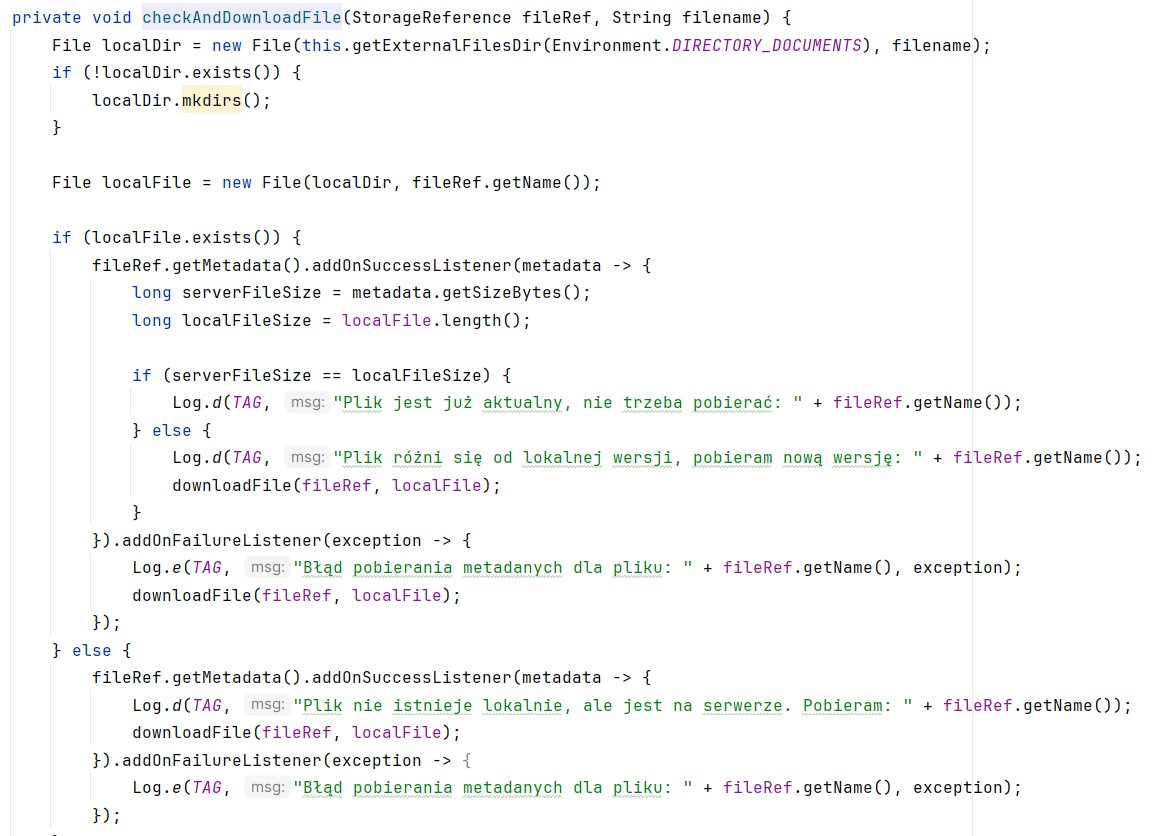 private void checkAndDownloadFile(StorageReference fileRef, String filename) {
    File localDir = new File(this.getExternalFilesDir(Environment.DIRECTORY_DOCUMENTS), filename);
    if (!localDir.exists()) {
        localDir.mkdirs();
    }

    File localFile = new File(localDir, fileRef.getName());

    if (localFile.exists()) {
        fileRef.getMetadata().addOnSuccessListener(metadata -> {
            long serverFileSize = metadata.getSizeBytes();
            long localFileSize = localFile.length();

            if (serverFileSize == localFileSize) {
                Log.d(TAG, msg: "Plik jest już aktualny, nie trzeba pobierać: " + fileRef.getName());
            } else {
                Log.d(TAG, msg: "Plik różni się od lokalnej wersji, pobieram nową wersję: " + fileRef.getName());
                downloadFile(fileRef, localFile);
            }
        }).addOnFailureListener(exception -> {
            Log.e(TAG, msg: "Błąd pobierania metadanych dla pliku: " + fileRef.getName(), exception);
            downloadFile(fileRef, localFile);
        });
    } else {
        fileRef.getMetadata().addOnSuccessListener(metadata -> {
            Log.d(TAG, msg: "Plik nie istnieje lokalnie, ale jest na serwerze. Pobieram: " + fileRef.getName());
            downloadFile(fileRef, localFile);
        }).addOnFailureListener(exception -> {
            Log.e(TAG, msg: "Błąd pobierania metadanych dla pliku: " + fileRef.getName(), exception);
        });